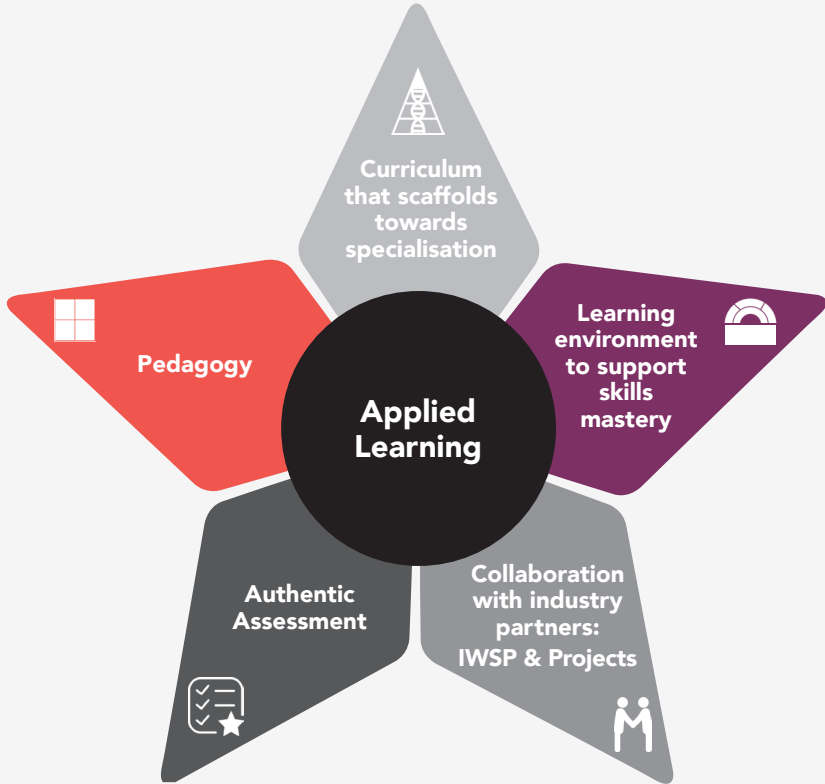 Curriculum
that scaffolds
towards
specialisation
Learning
environment
to support
skills
mastery
Pedagogy
Applied
Learning
Authentic
Assessment
Collaboration
with industry
partners:
IWSP & Projects